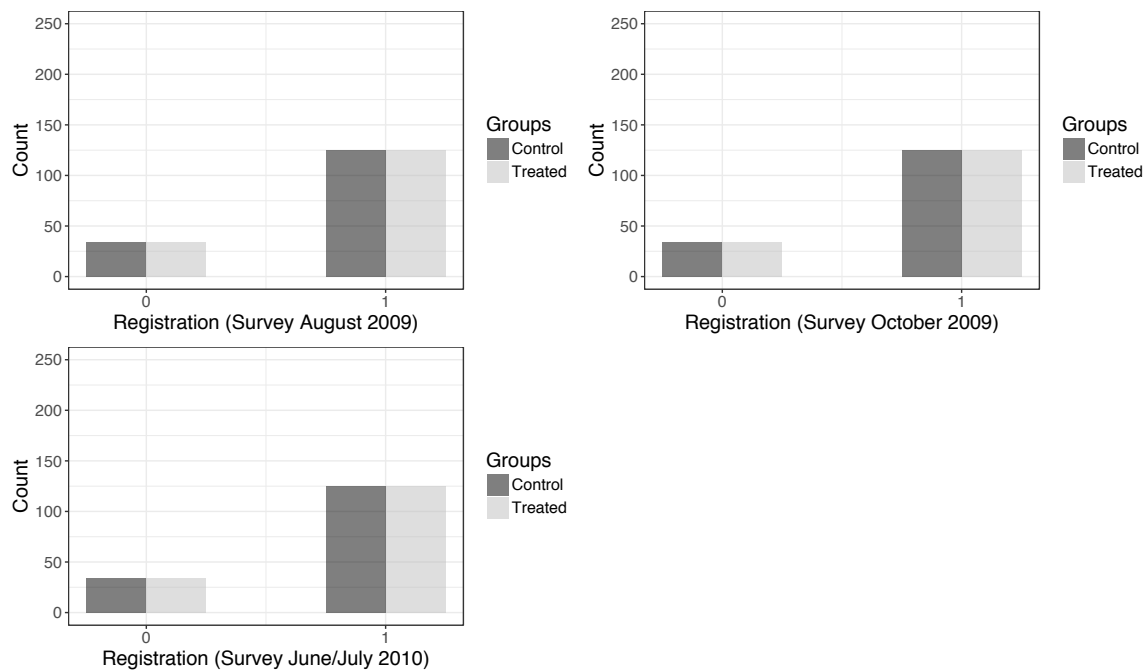 250
200
150
100
50
0
Count
0
1
Registration (Survey August 2009)
Groups
Control
Treated
250
200
150
100
50
0
Count
0
1
Registration (Survey October 2009)
Groups
Control
Treated
250
200
150
100
50
0
Count
0
1
Registration (Survey June/July 2010)
Groups
Control
Treated